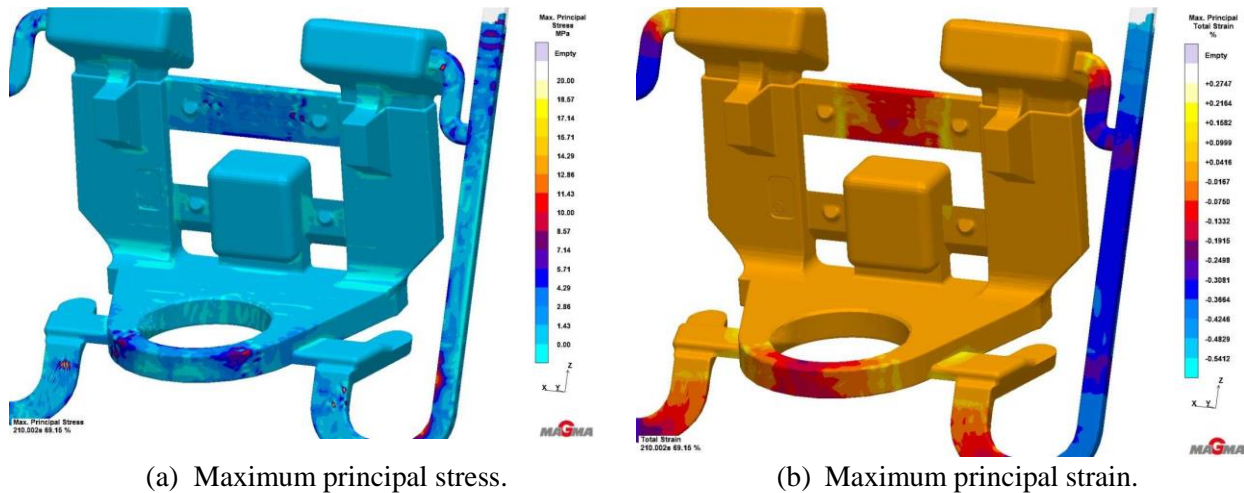 Max. Principal
Stress
MPa
Empty
20.00
18.57
17.14
15.71
14.29
12.86
11.43
10.00
8.57
7.14
5.71
4.29
2.86
1.43
0.00
Z
X Y
Max. Principal Stress
210.002s 69.15 %
MAGMA
Max. Principal
Total Strain
%
Empty
+0.2747
+0.2164
+0.1582
+0.0999
+0.0416
-0.0167
-0.0750
-0.1332
-0.1915
-0.2498
-0.3081
-0.3664
-0.4246
-0.4829
-0.5412
Z
X Y
Total Strain
210.002s 69.15 %
MAGMA
(a) Maximum principal stress.
(b) Maximum principal strain.